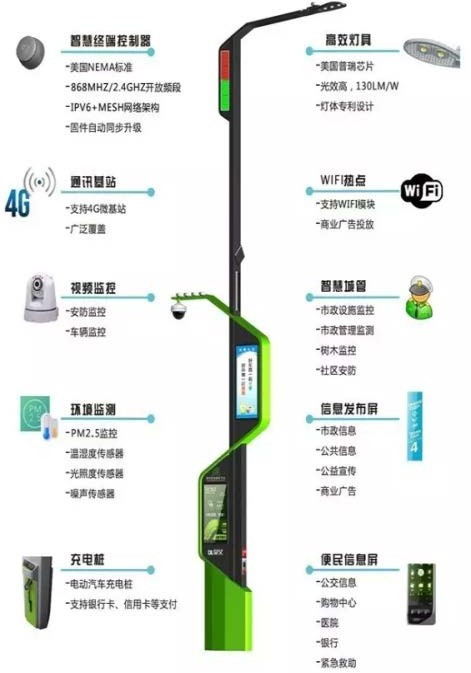 智慧终端控制器
-美国NEMA标准
-868MHZ/2.4GHZ开放频段
-IPV6+MESH网络架构
-固件自动同步升级
高效灯具
-美国普瑞芯片
-光效高，130LM/W
-灯体专利设计
4G
通讯基站
-支持4G微基站
-广泛覆盖
WIFI热点
-支持WIFI模块
-商业广告投放
WiFi
视频监控
-安防监控
-车辆监控
智慧城管
-市政设施监控
-市政管理监测
-树木监控
-社区安防
PM
2.5
环境监测
-PM2.5监控
-温湿度传感器
-光照度传感器
-噪声传感器
信息发布屏
-市政信息
-公共信息
-公益宣传
-商业广告
4
充电桩
-电动汽车充电桩
-支持银行卡、信用卡等支付
便民信息屏
-公交信息
-购物中心
-医院
-银行
-紧急救助